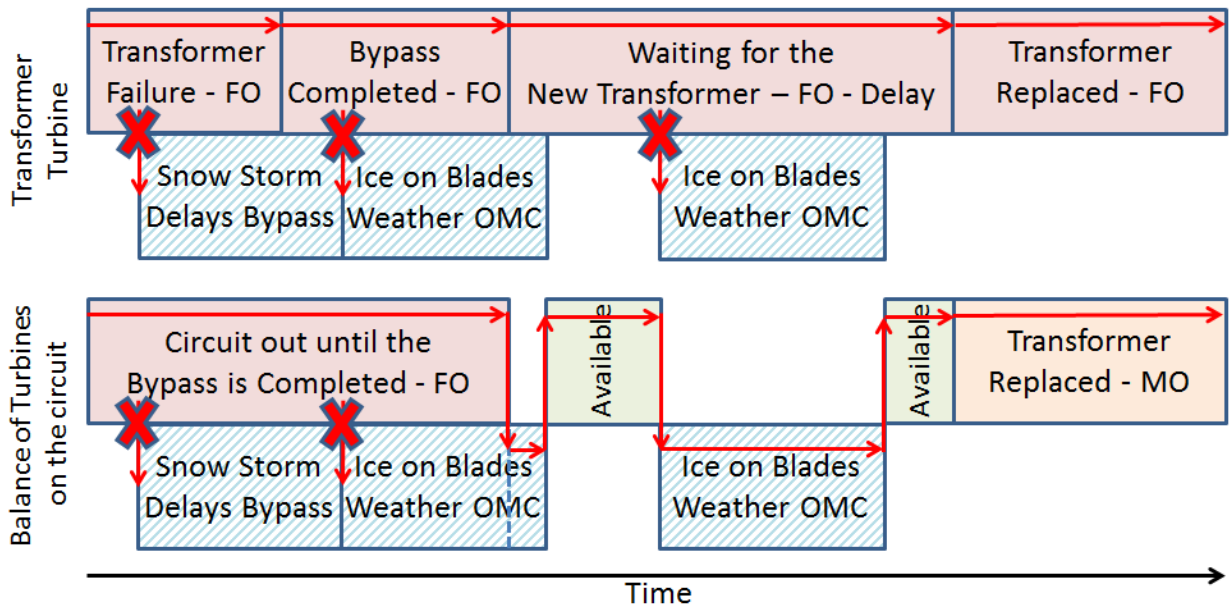 Transformer
Turbine
Transformer
Failure - FO
Bypass
Completed - FO
Waiting for the
New Transformer – FO - Delay
Transformer
Replaced - FO
Snow Storm
Delays Bypass
Ice on Blades
Weather OMC
Ice on Blades
Weather OMC
Balance of Turbines
on the circuit
Circuit out until the
Bypass is Completed - FO
Available
Available
Transformer
Replaced - MO
Snow Storm
Delays Bypass
Ice on Blades
Weather OMC
Ice on Blades
Weather OMC
Time